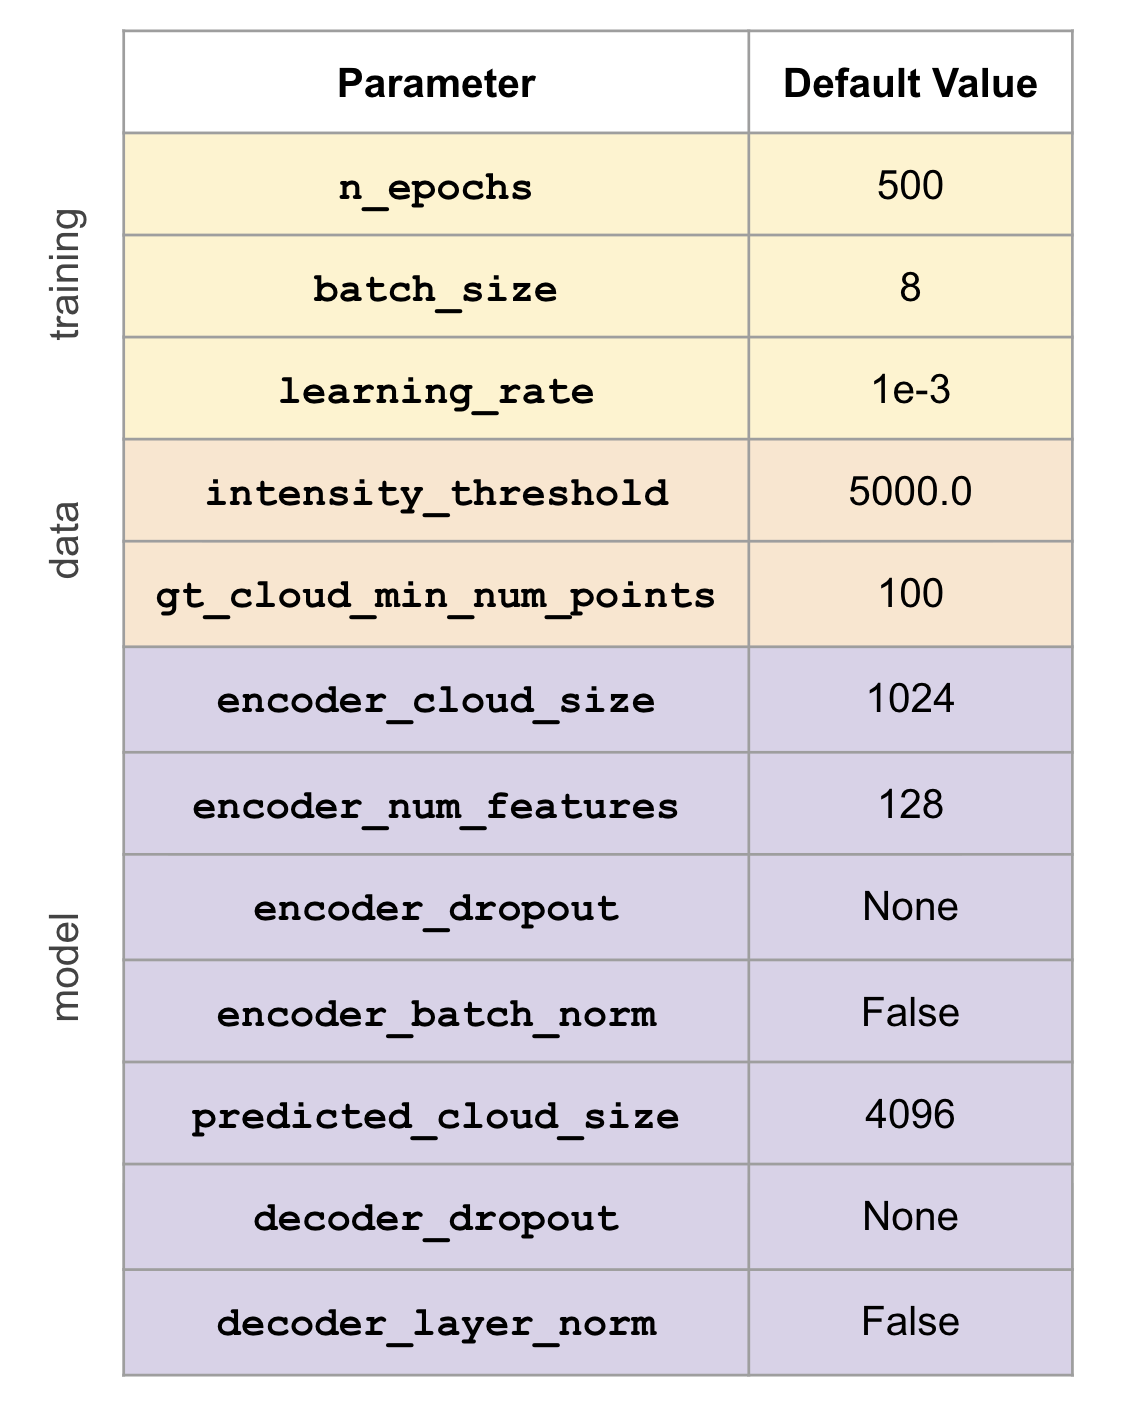 Parameter Default Value
training
n_epochs 500
batch_size 8
learning_rate 1e-3
data
intensity_threshold 5000.0
gt_cloud_min_num_points 100
model
encoder_cloud_size 1024
encoder_num_features 128
encoder_dropout None
encoder_batch_norm False
predicted_cloud_size 4096
decoder_dropout None
decoder_layer_norm False